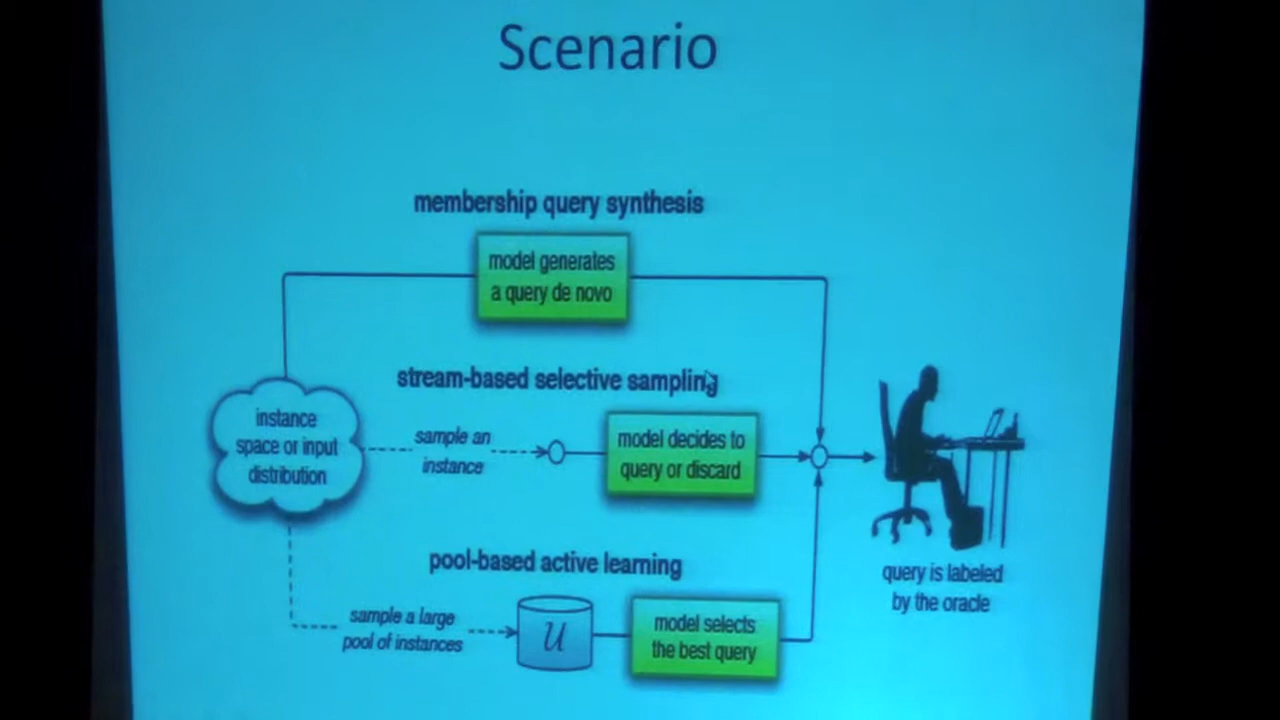 Scenario
membership query synthesis
model generates
a query de novo
stream-based selective sampling
instance
space or input
distribution
sample an
instance
model decides to
query or discard
pool-based active learning
sample a large
pool of instances
U
model selects
the best query
query is labeled
by the oracle